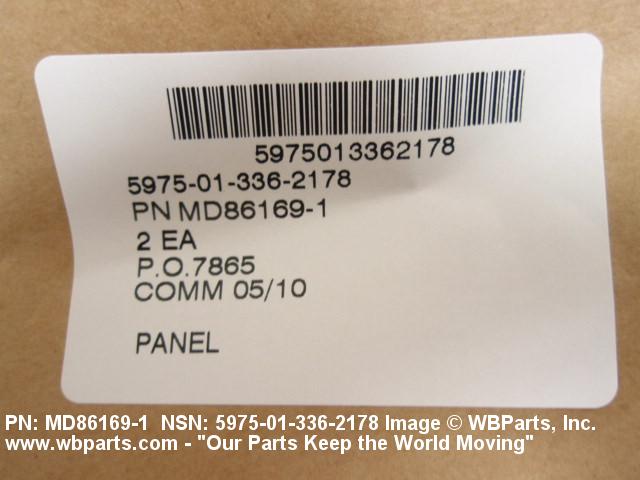 5975013362178
5975-01-336-2178
PN MD86169-1
2 EA
P.O.7865
COMM 05/10
PANEL
PN: MD86169-1 NSN: 5975-01-336-2178 Image © WBParts, Inc.
www.wbparts.com - "Our Parts Keep the World Moving"